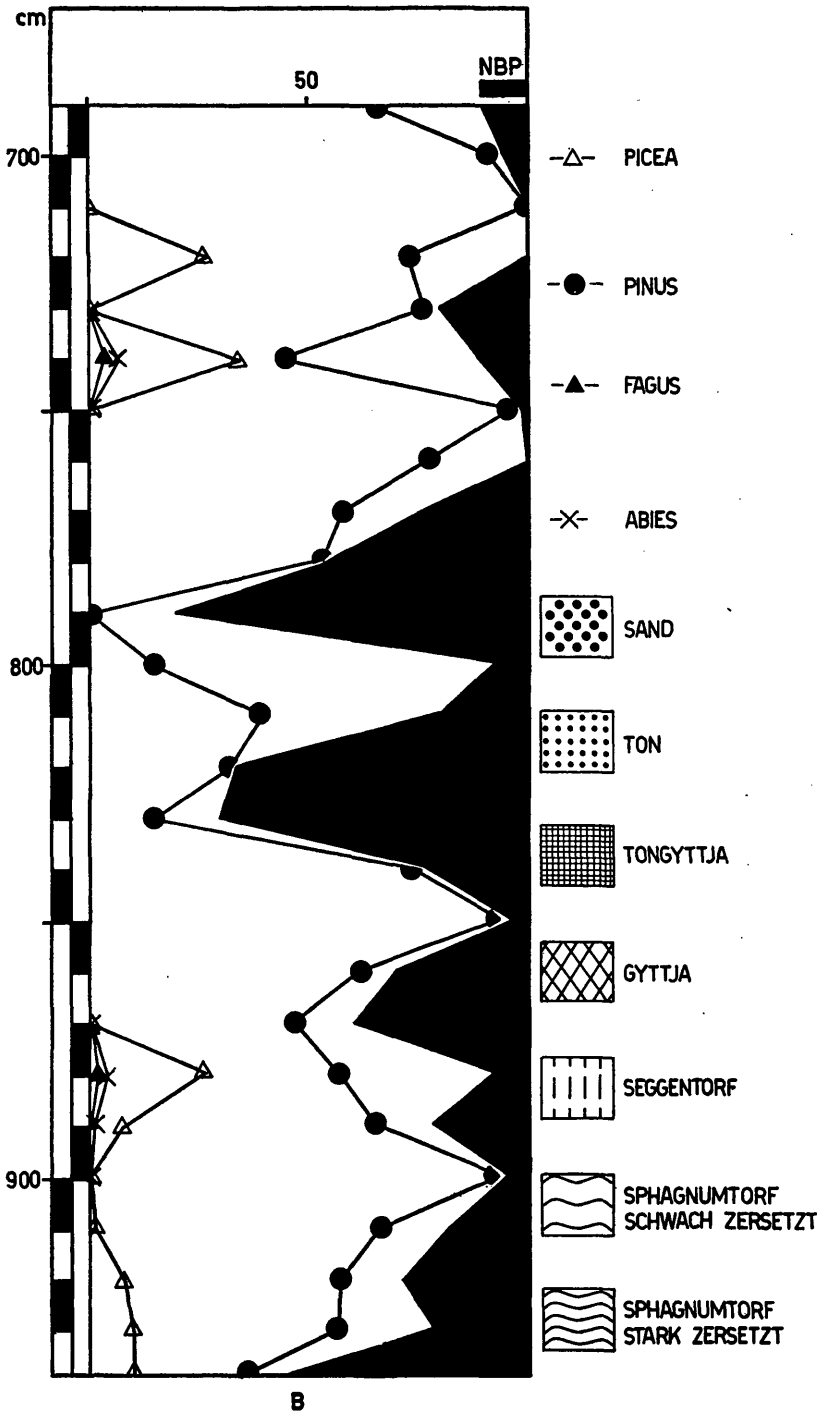 cm
50
NBP
700
800
900
B
PICEA
PINUS
FAGUS
ABIES
SAND
TON
TONGYTTJA
GYTTJA
SEGGENTORF
SPHAGNUMTORF
SCHWACH ZERSETZT
SPHAGNUMTORF
STARK ZERSETZT